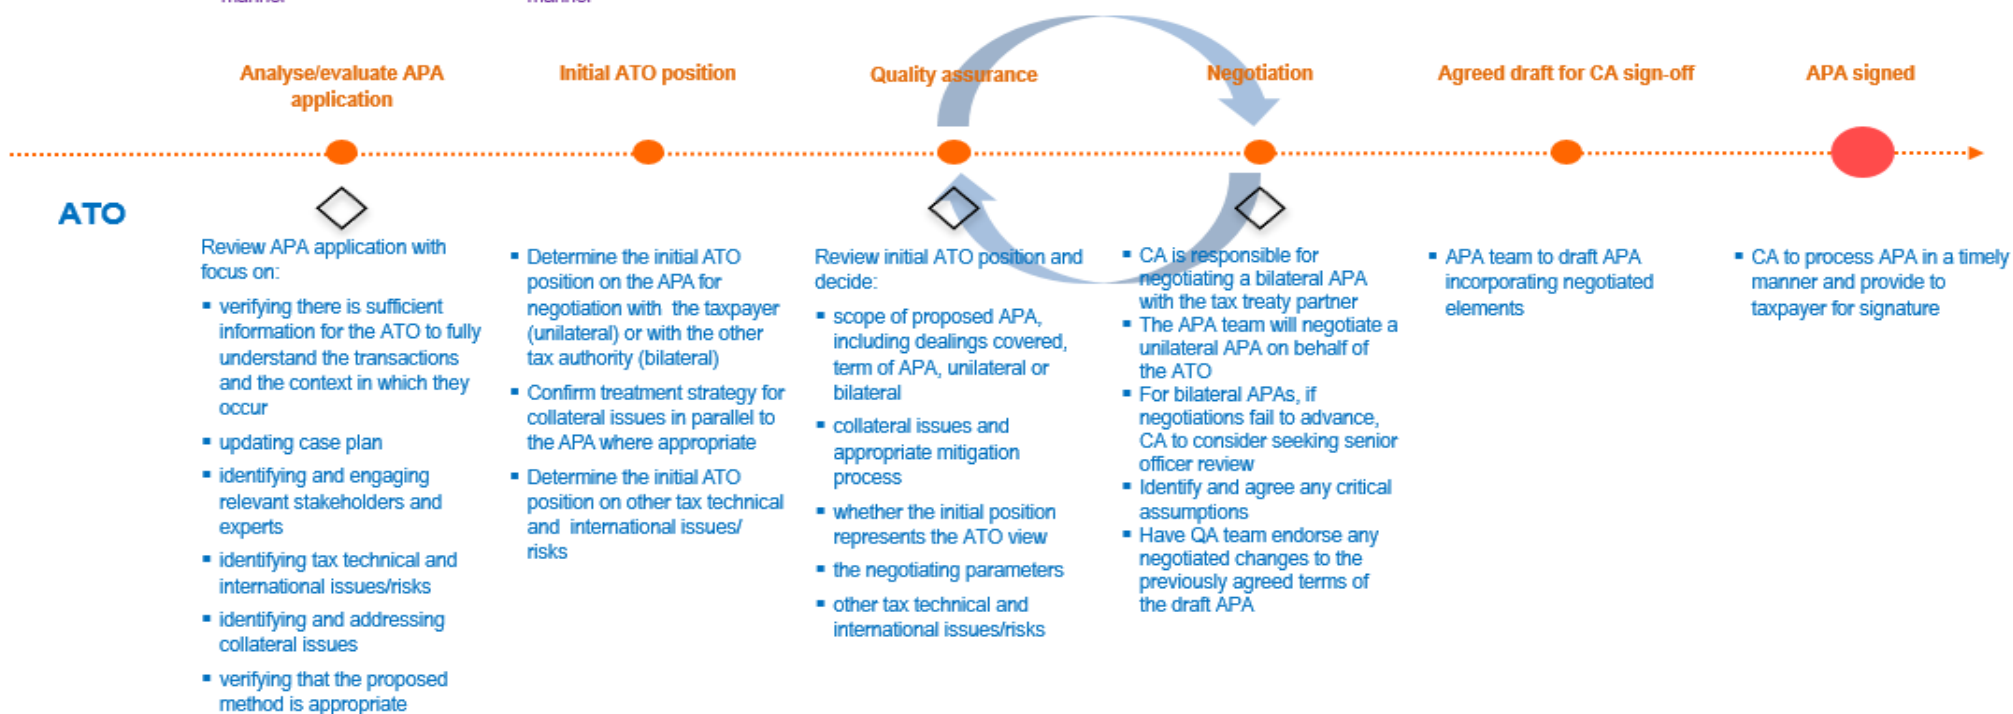 manner
manner
Analyse/evaluate APA
application
Initial ATO position
Quality assurance
Negotiation
Agreed draft for CA sign-off
APA signed
ATO
Review APA application with
focus on:
▪ verifying there is sufficient
information for the ATO to fully
understand the transactions
and the context in which they
occur
▪ updating case plan
▪ identifying and engaging
relevant stakeholders and
experts
▪ identifying tax technical and
international issues/risks
▪ identifying and addressing
collateral issues
▪ verifying that the proposed
method is appropriate
▪ Determine the initial ATO
position on the APA for
negotiation with the taxpayer
(unilateral) or with the other
tax authority (bilateral)
▪ Confirm treatment strategy for
collateral issues in parallel to
the APA where appropriate
▪ Determine the initial ATO
position on other tax technical
and international issues/
risks
Review initial ATO position and
decide:
▪ scope of proposed APA,
including dealings covered,
term of APA, unilateral or
bilateral
▪ collateral issues and
appropriate mitigation
process
▪ whether the initial position
represents the ATO view
▪ the negotiating parameters
▪ other tax technical and
international issues/risks
▪ CA is responsible for
negotiating a bilateral APA
with the tax treaty partner
▪ The APA team will negotiate a
unilateral APA on behalf of
the ATO
▪ For bilateral APAs, if
negotiations fail to advance,
CA to consider seeking senior
officer review
▪ Identify and agree any critical
assumptions
▪ Have QA team endorse any
negotiated changes to the
previously agreed terms of
the draft APA
▪ APA team to draft APA
incorporating negotiated
elements
▪ CA to process APA in a timely
manner and provide to
taxpayer for signature